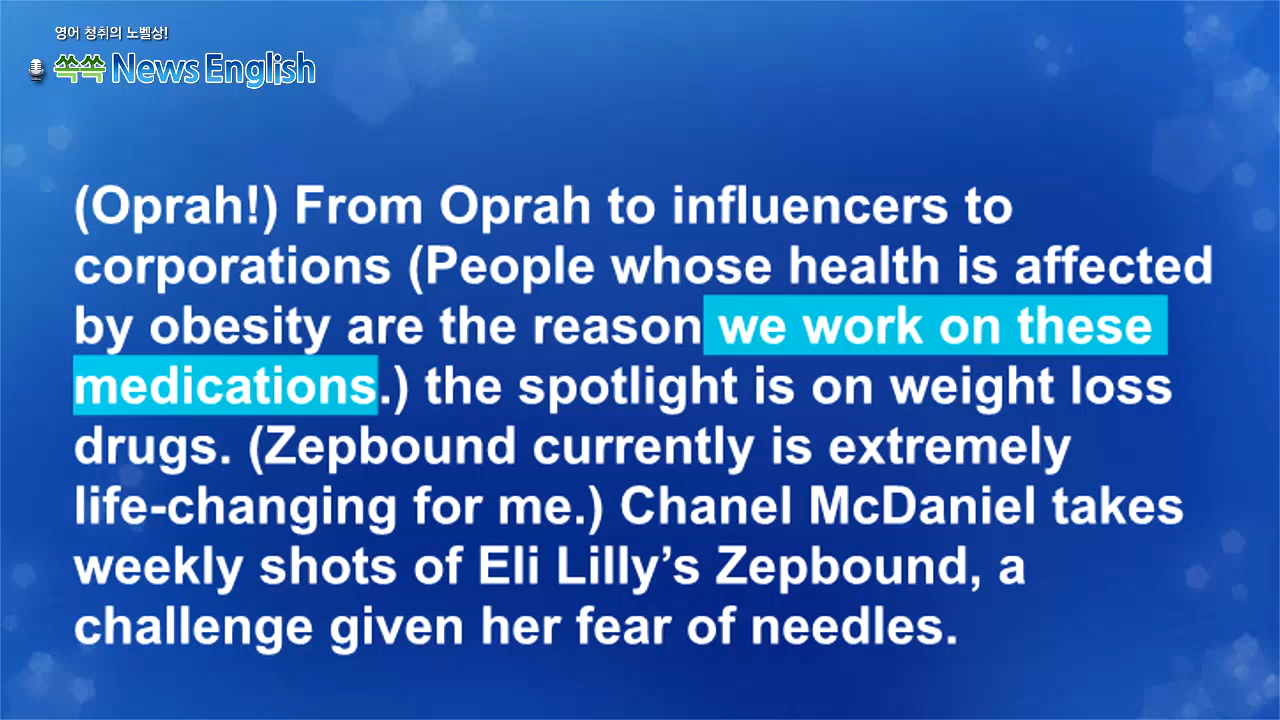 영어 청취의 노벨상!
쏙쏙 News English
(Oprah!) From Oprah to influencers to
corporations (People whose health is affected
by obesity are the reason we work on these
medications.) the spotlight is on weight loss
drugs. (Zepbound currently is extremely
life-changing for me.) Chanel McDaniel takes
weekly shots of Eli Lilly’s Zepbound, a
challenge given her fear of needles.